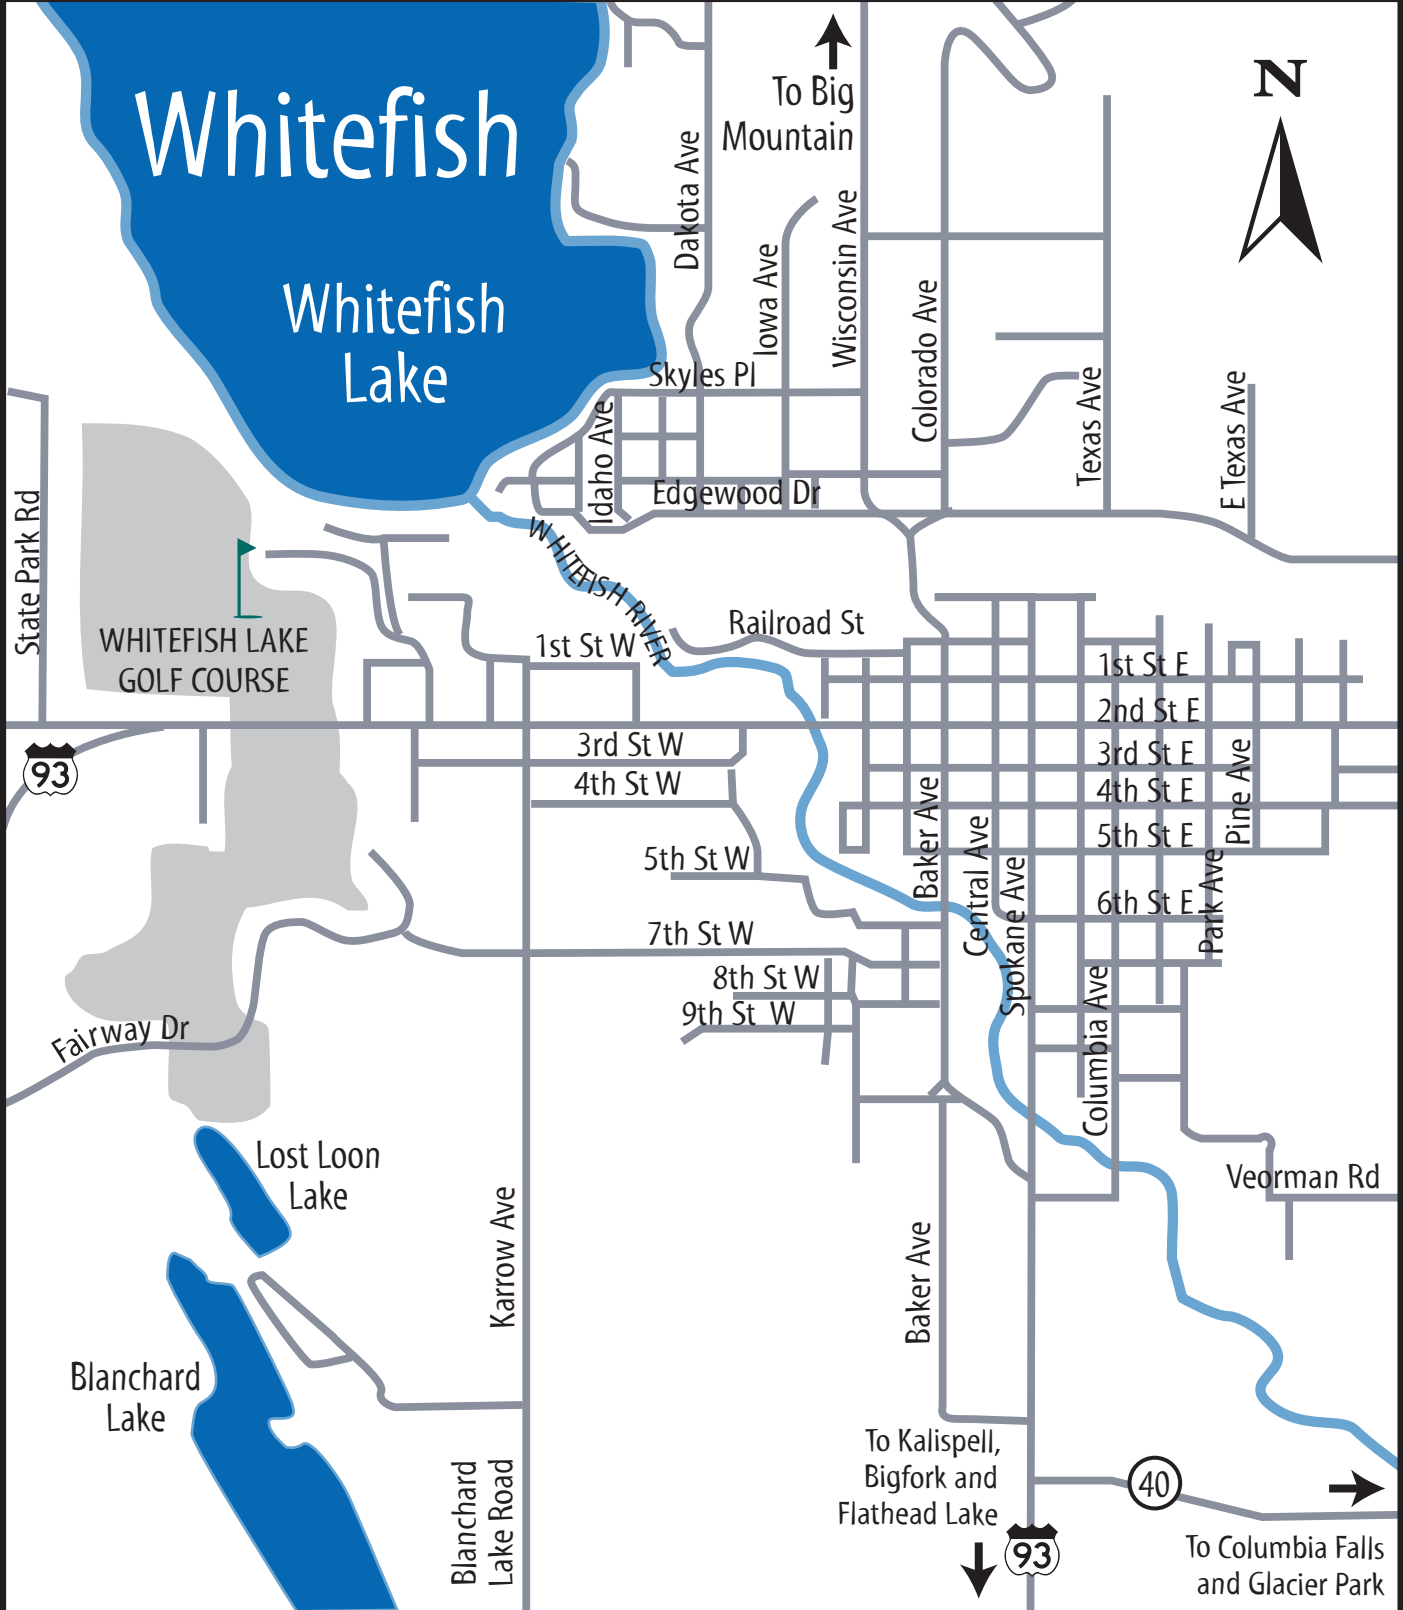 Whitefish
Whitefish
Lake
To Big
Mountain
N
Dakota Ave
Iowa Ave
Wisconsin Ave
Colorado Ave
Texas Ave
E Texas Ave
Skyles Pl
Idaho Ave
Edgewood Dr
State Park Rd
WHITEFISH LAKE
GOLF COURSE
WHITEFISH RIVER
Railroad St
1st St W
1st St E
2nd St E
93
3rd St W
3rd St E
4th St W
4th St E
Pine Ave
5th St W
5th St E
Baker Ave
Central Ave
Spokane Ave
6th St E
Park Ave
7th St W
8th St W
9th St W
Columbia Ave
Fairway Dr
Lost Loon
Lake
Veorman Rd
Karrow Ave
Baker Ave
Blanchard
Lake
Blanchard
Lake Road
To Kalispell,
Bigfork and
Flathead Lake
40
93
To Columbia Falls
and Glacier Park